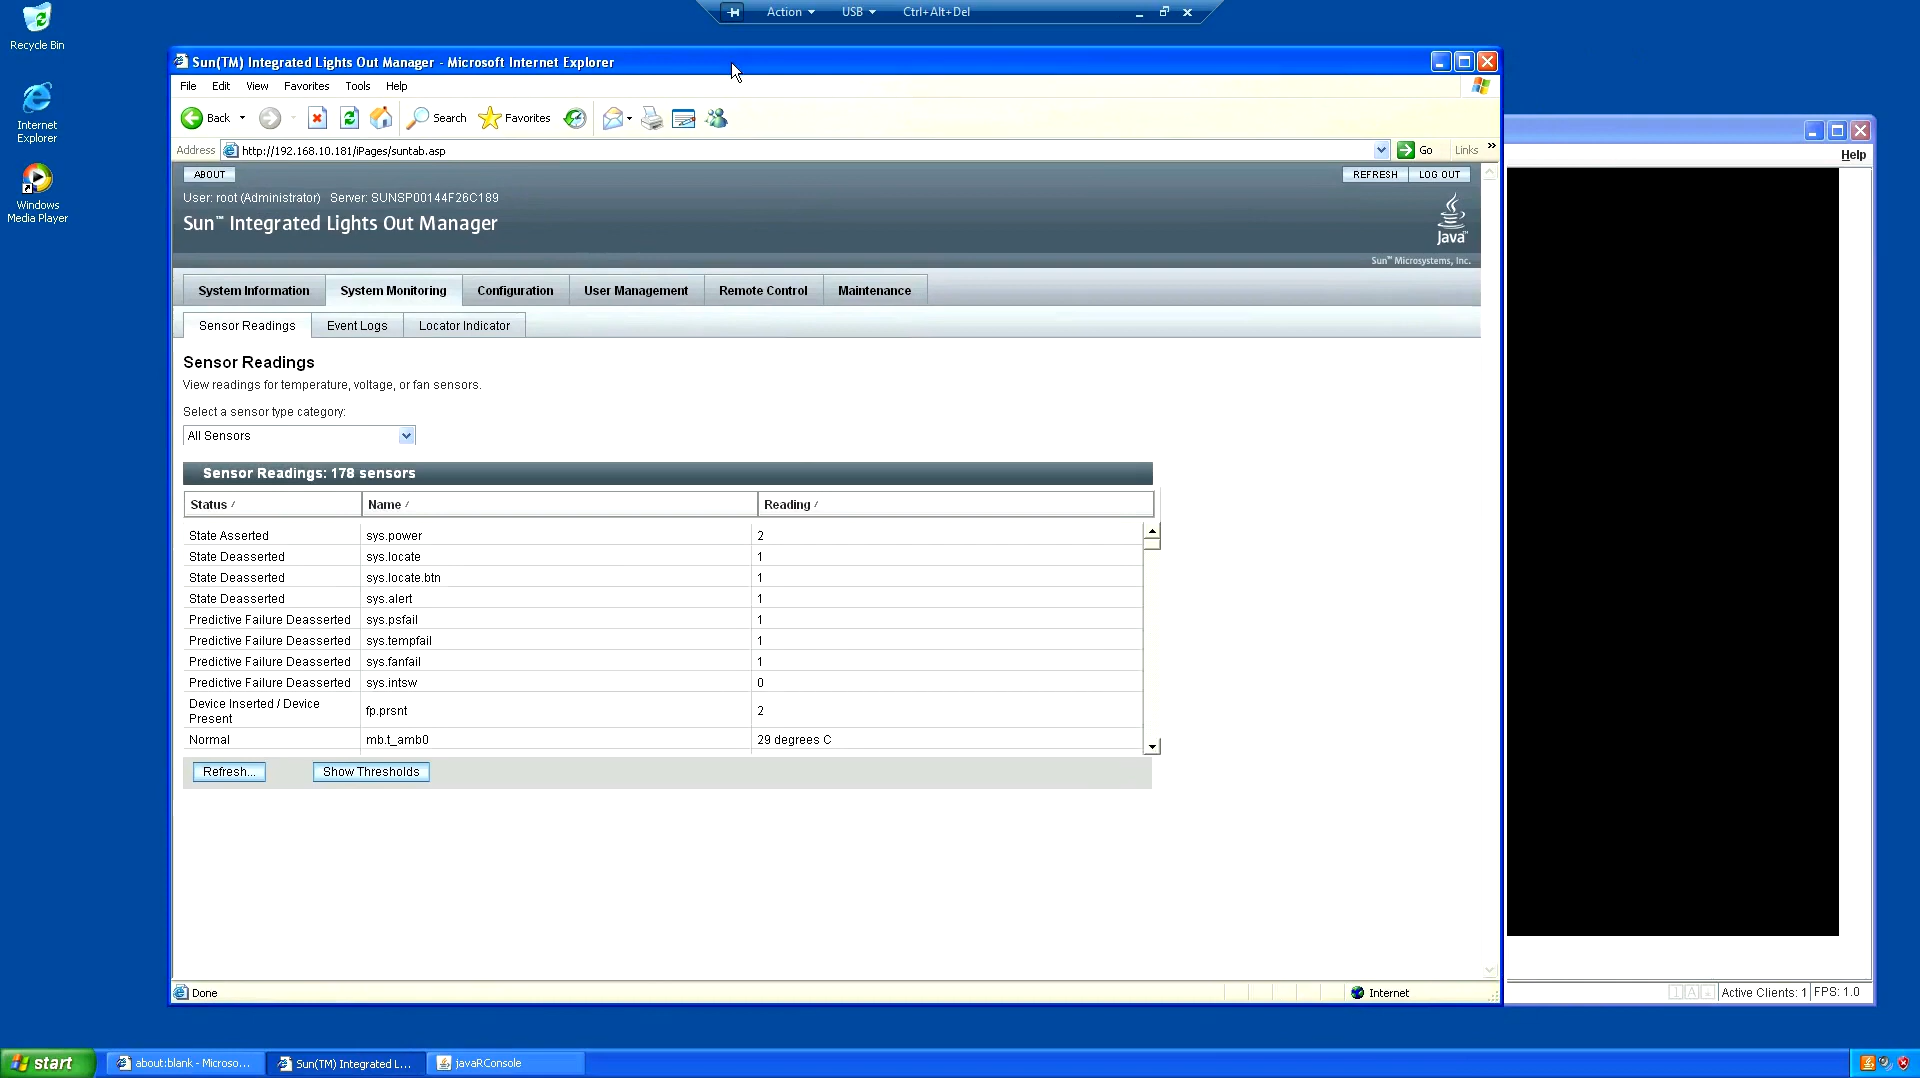 Action USB Ctrl+Alt+Del
Recycle Bin
Internet
Explorer
Windows
Media Player
Sun(TM) Integrated Lights Out Manager - Microsoft Internet Explorer
File Edit View Favorites Tools Help
Back Search Favorites
Address http://192.168.10.181/iPages/suntab.asp Go Links »
Help
ABOUT REFRESH LOG OUT
User: root (Administrator) Server: SUNSP00144F26C189
Sun™ Integrated Lights Out Manager
Java™
Sun™ Microsystems, Inc.
System Information System Monitoring Configuration User Management Remote Control Maintenance
Sensor Readings Event Logs Locator Indicator
Sensor Readings
View readings for temperature, voltage, or fan sensors.
Select a sensor type category:
All Sensors
Sensor Readings: 178 sensors
Status / Name / Reading /
State Asserted sys.power 2
State Deasserted sys.locate 1
State Deasserted sys.locate.btn 1
State Deasserted sys.alert 1
Predictive Failure Deasserted sys.psfail 1
Predictive Failure Deasserted sys.tempfail 1
Predictive Failure Deasserted sys.fanfail 1
Predictive Failure Deasserted sys.intsw 0
Device Inserted / Device
Present fp.prsnt 2
Normal mb.t_amb0 29 degrees C
Refresh... Show Thresholds
Done Internet
Active Clients: 1 FPS: 1.0
start about:blank - Microso... Sun(TM) Integrated L... javaRConsole